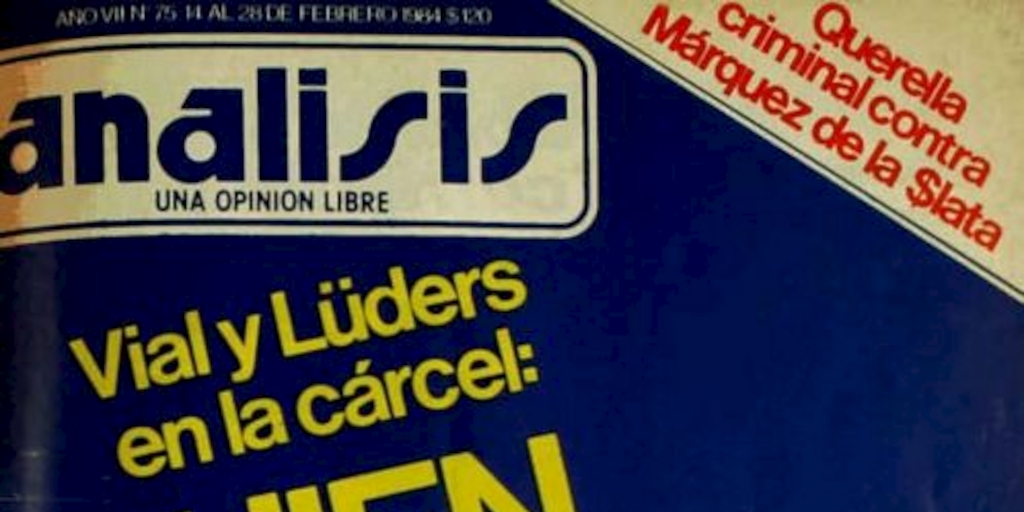 AÑO VII Nº 75 14 AL 28 DE FEBRERO 1984 $ 120
analisis
UNA OPINION LIBRE
Querella
criminal contra
Márquez de la $lata
Vial y Lüders
en la cárcel: